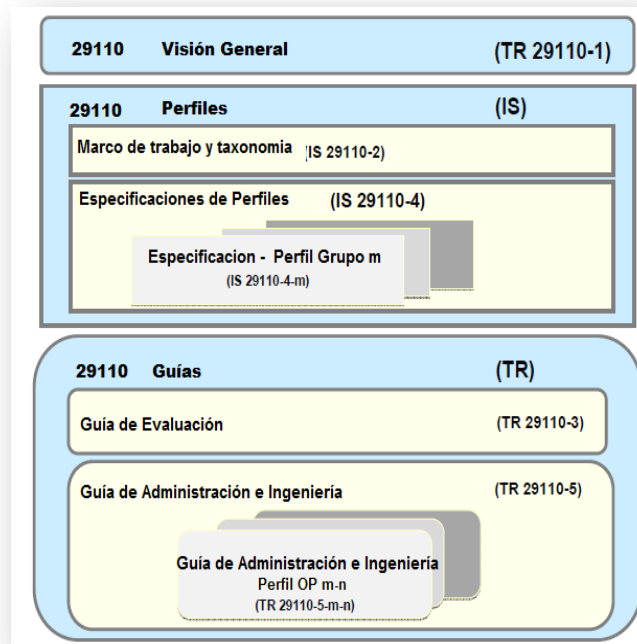 29110 Visión General (TR 29110-1)
29110 Perfiles (IS)
Marco de trabajo y taxonomia (IS 29110-2)
Especificaciones de Perfiles (IS 29110-4)
Especificacion - Perfil Grupo m
(IS 29110-4-m)
29110 Guías (TR)
Guía de Evaluación (TR 29110-3)
Guía de Administración e Ingeniería (TR 29110-5)
Guía de Administración e Ingeniería
Perfil OP m-n
(TR 29110-5-m-n)